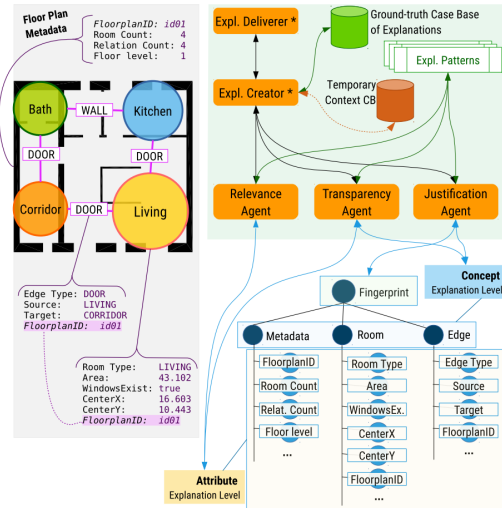 Floor Plan
Metadata
FloorplanID: id01
Room Count: 4
Relation Count: 4
Floor level: 1
Bath
WALL
Kitchen
DOOR
DOOR
Corridor
DOOR
Living
Edge Type: DOOR
Source: LIVING
Target: CORRIDOR
FloorplanID: id01
Room Type: LIVING
Area: 43.102
WindowsExist: true
CenterX: 16.603
CenterY: 10.443
FloorplanID: id01
Expl. Deliverer *
Ground-truth Case Base
of Explanations
Expl. Patterns
Expl. Creator *
Temporary
Context CB
Relevance
Agent
Transparency
Agent
Justification
Agent
Concept
Explanation Level
Fingerprint
Metadata
Room
Edge
FloorplanID
Room Count
Relat. Count
Floor level
...
Room Type
Area
WindowsEx.
CenterX
CenterY
FloorplanID
...
Edge Type
Source
Target
FloorplanID
...
Attribute
Explanation Level